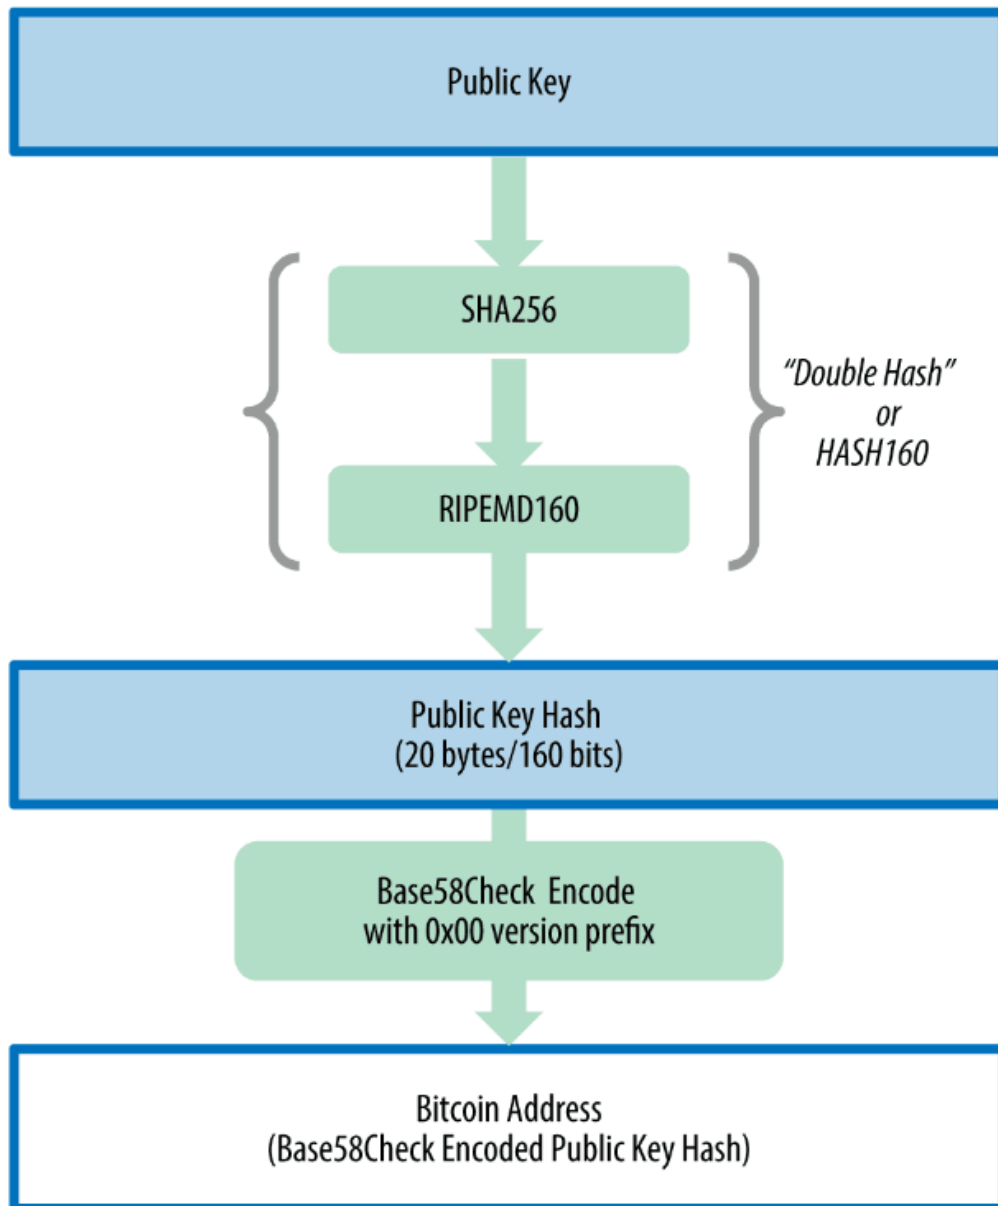 Public Key
SHA256
"Double Hash"
or
HASH160
RIPEMD160
Public Key Hash
(20 bytes/160 bits)
Base58Check Encode
with 0x00 version prefix
Bitcoin Address
(Base58Check Encoded Public Key Hash)